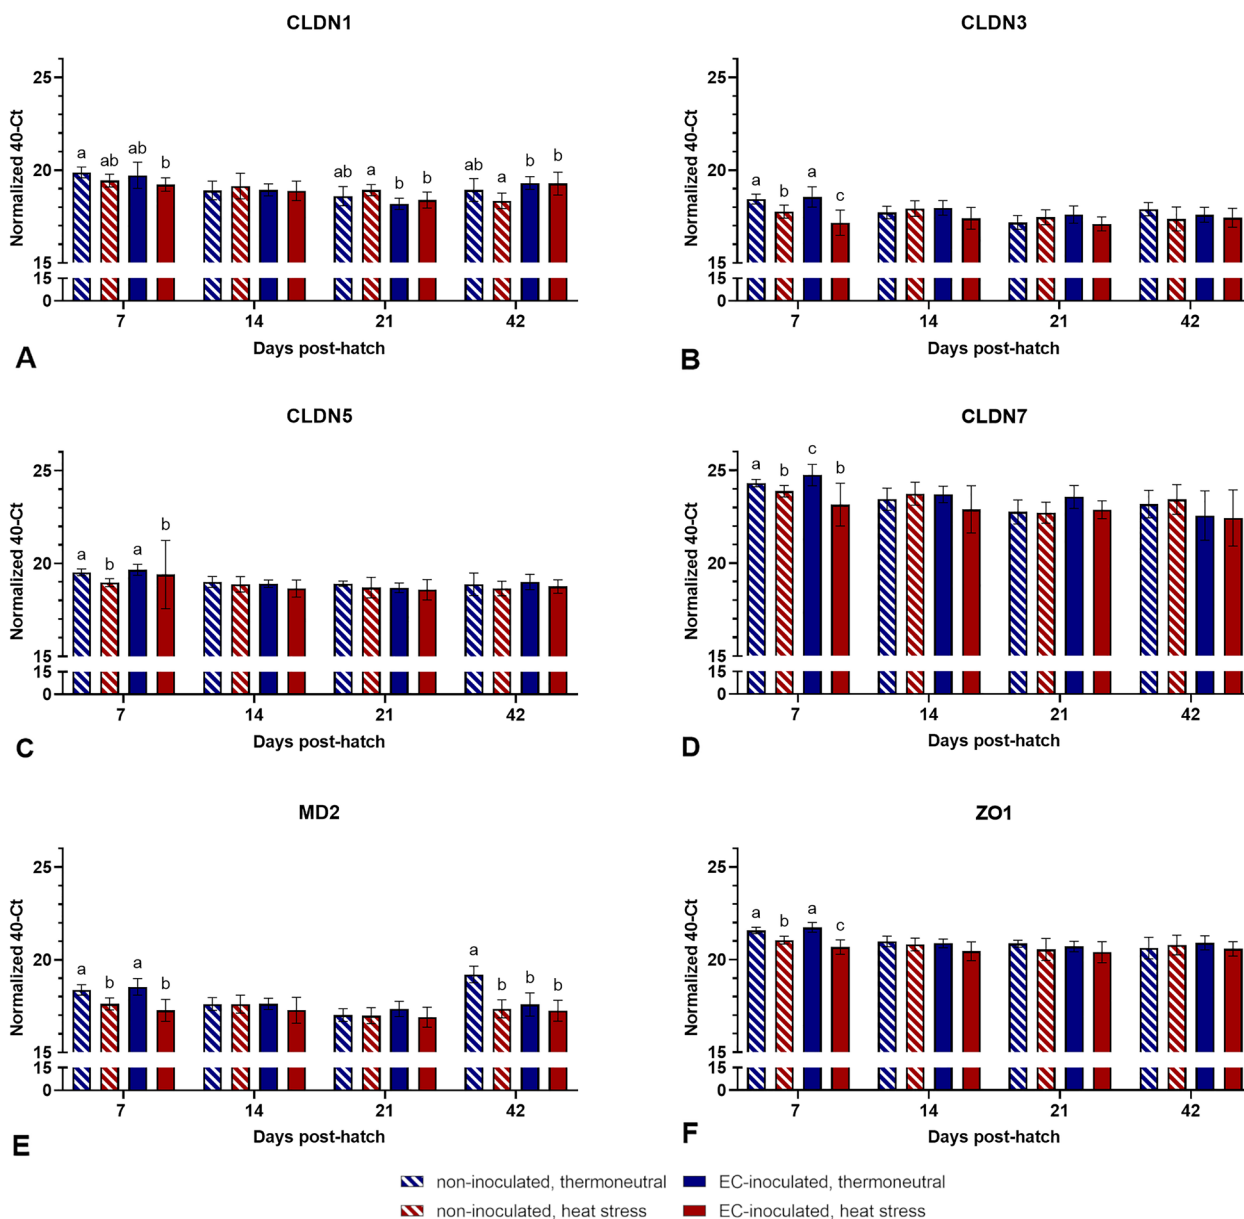 CLDN1
Normalized 40-Ct
25
20
15
15
0
a ab ab b
ab a b b
ab a b b
7 14 21 42
Days post-hatch
A
CLDN3
Normalized 40-Ct
25
20
15
15
0
a b a c
7 14 21 42
Days post-hatch
B
CLDN5
Normalized 40-Ct
25
20
15
15
0
a b a b
7 14 21 42
Days post-hatch
C
CLDN7
Normalized 40-Ct
25
20
15
15
0
a b c b
7 14 21 42
Days post-hatch
D
MD2
Normalized 40-Ct
25
20
15
15
0
a b a b
a b b b
7 14 21 42
Days post-hatch
E
ZO1
Normalized 40-Ct
25
20
15
15
0
a b a c
7 14 21 42
Days post-hatch
F
non-inoculated, thermoneutral
EC-inoculated, thermoneutral
non-inoculated, heat stress
EC-inoculated, heat stress